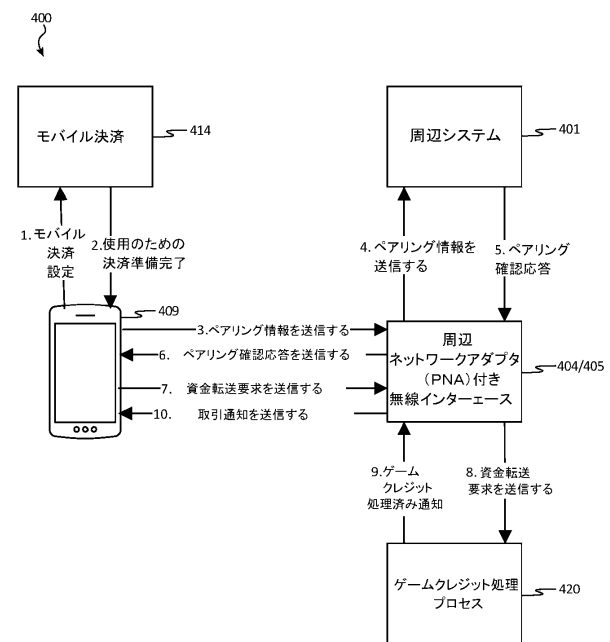 400
モバイル決済
414
周辺システム
401
1.モバイル
決済
設定
2.使用のための
決済準備完了
4.ペアリング情報を
送信する
5.ペアリング
確認応答
409
3.ペアリング情報を送信する
6. ペアリング確認応答を送信する
7. 資金転送要求を送信する
10. 取引通知を送信する
周辺
ネットワークアダプタ
(PNA)付き
無線インターェース
404/405
9.ゲーム
クレジット
処理済み通知
8.資金転送
要求を送信する
ゲームクレジット処理
プロセス
420